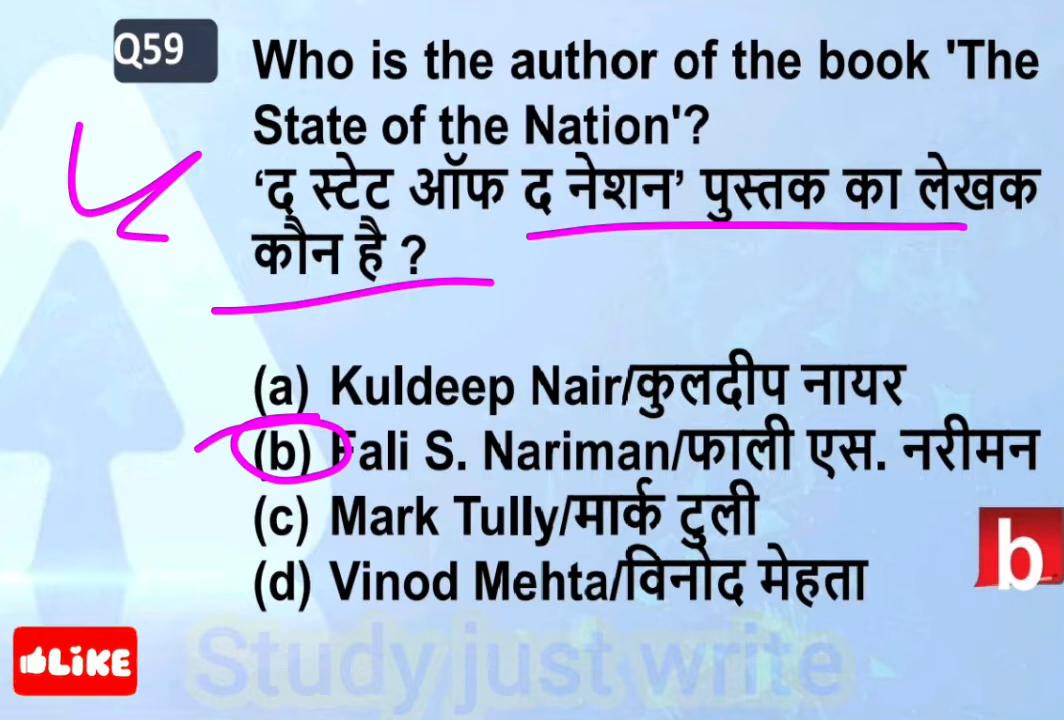 Q59
Who is the author of the book 'The
State of the Nation'?
‘द स्टेट ऑफ द नेशन’ पुस्तक का लेखक
कौन है ?
(a) Kuldeep Nair/कुलदीप नायर
(b) Fali S. Nariman/फाली एस. नरीमन
(c) Mark Tully/मार्क टुली
(d) Vinod Mehta/विनोद मेहता
b
LiKE
Study just write